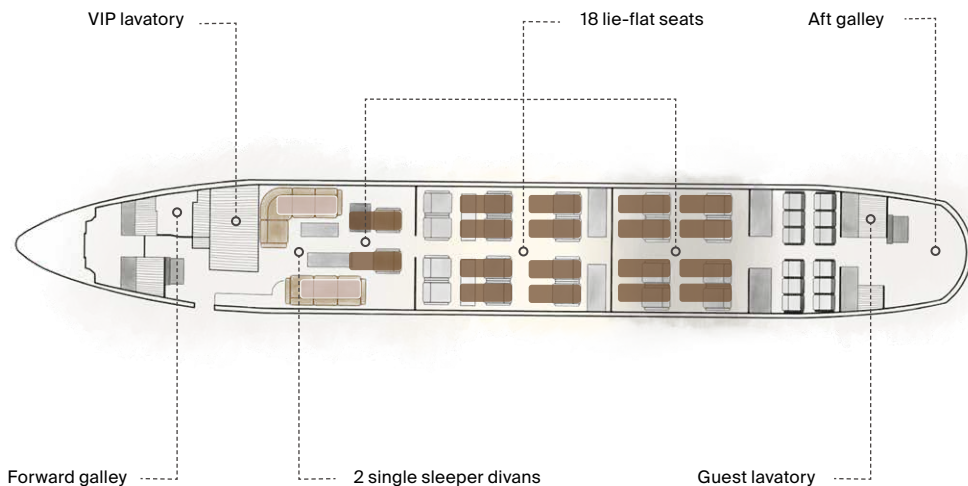 VIP lavatory
18 lie-flat seats
Aft galley
Forward galley
2 single sleeper divans
Guest lavatory